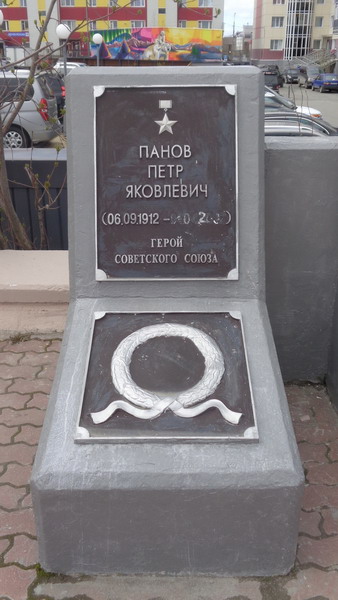 ПАНОВ
ПЕТР
ЯКОВЛЕВИЧ
(06.09.1912 –
ГЕРОЙ
СОВЕТСКОГО СОЮЗА